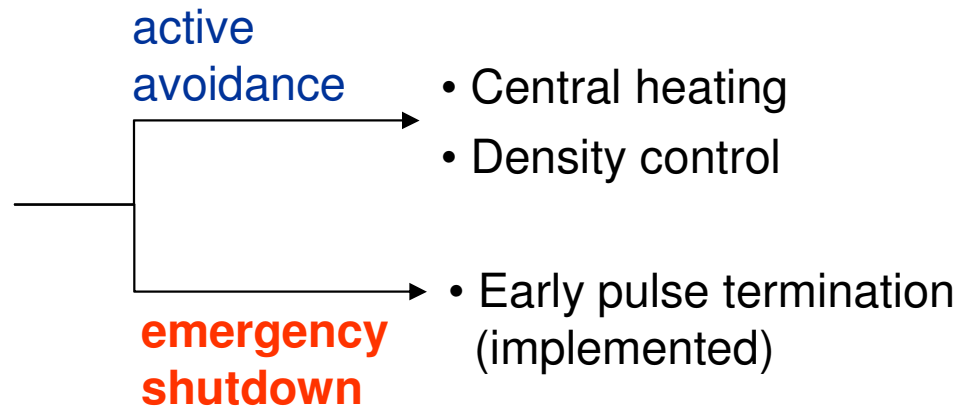 active
avoidance
• Central heating
• Density control
• Early pulse termination
(implemented)
emergency
shutdown